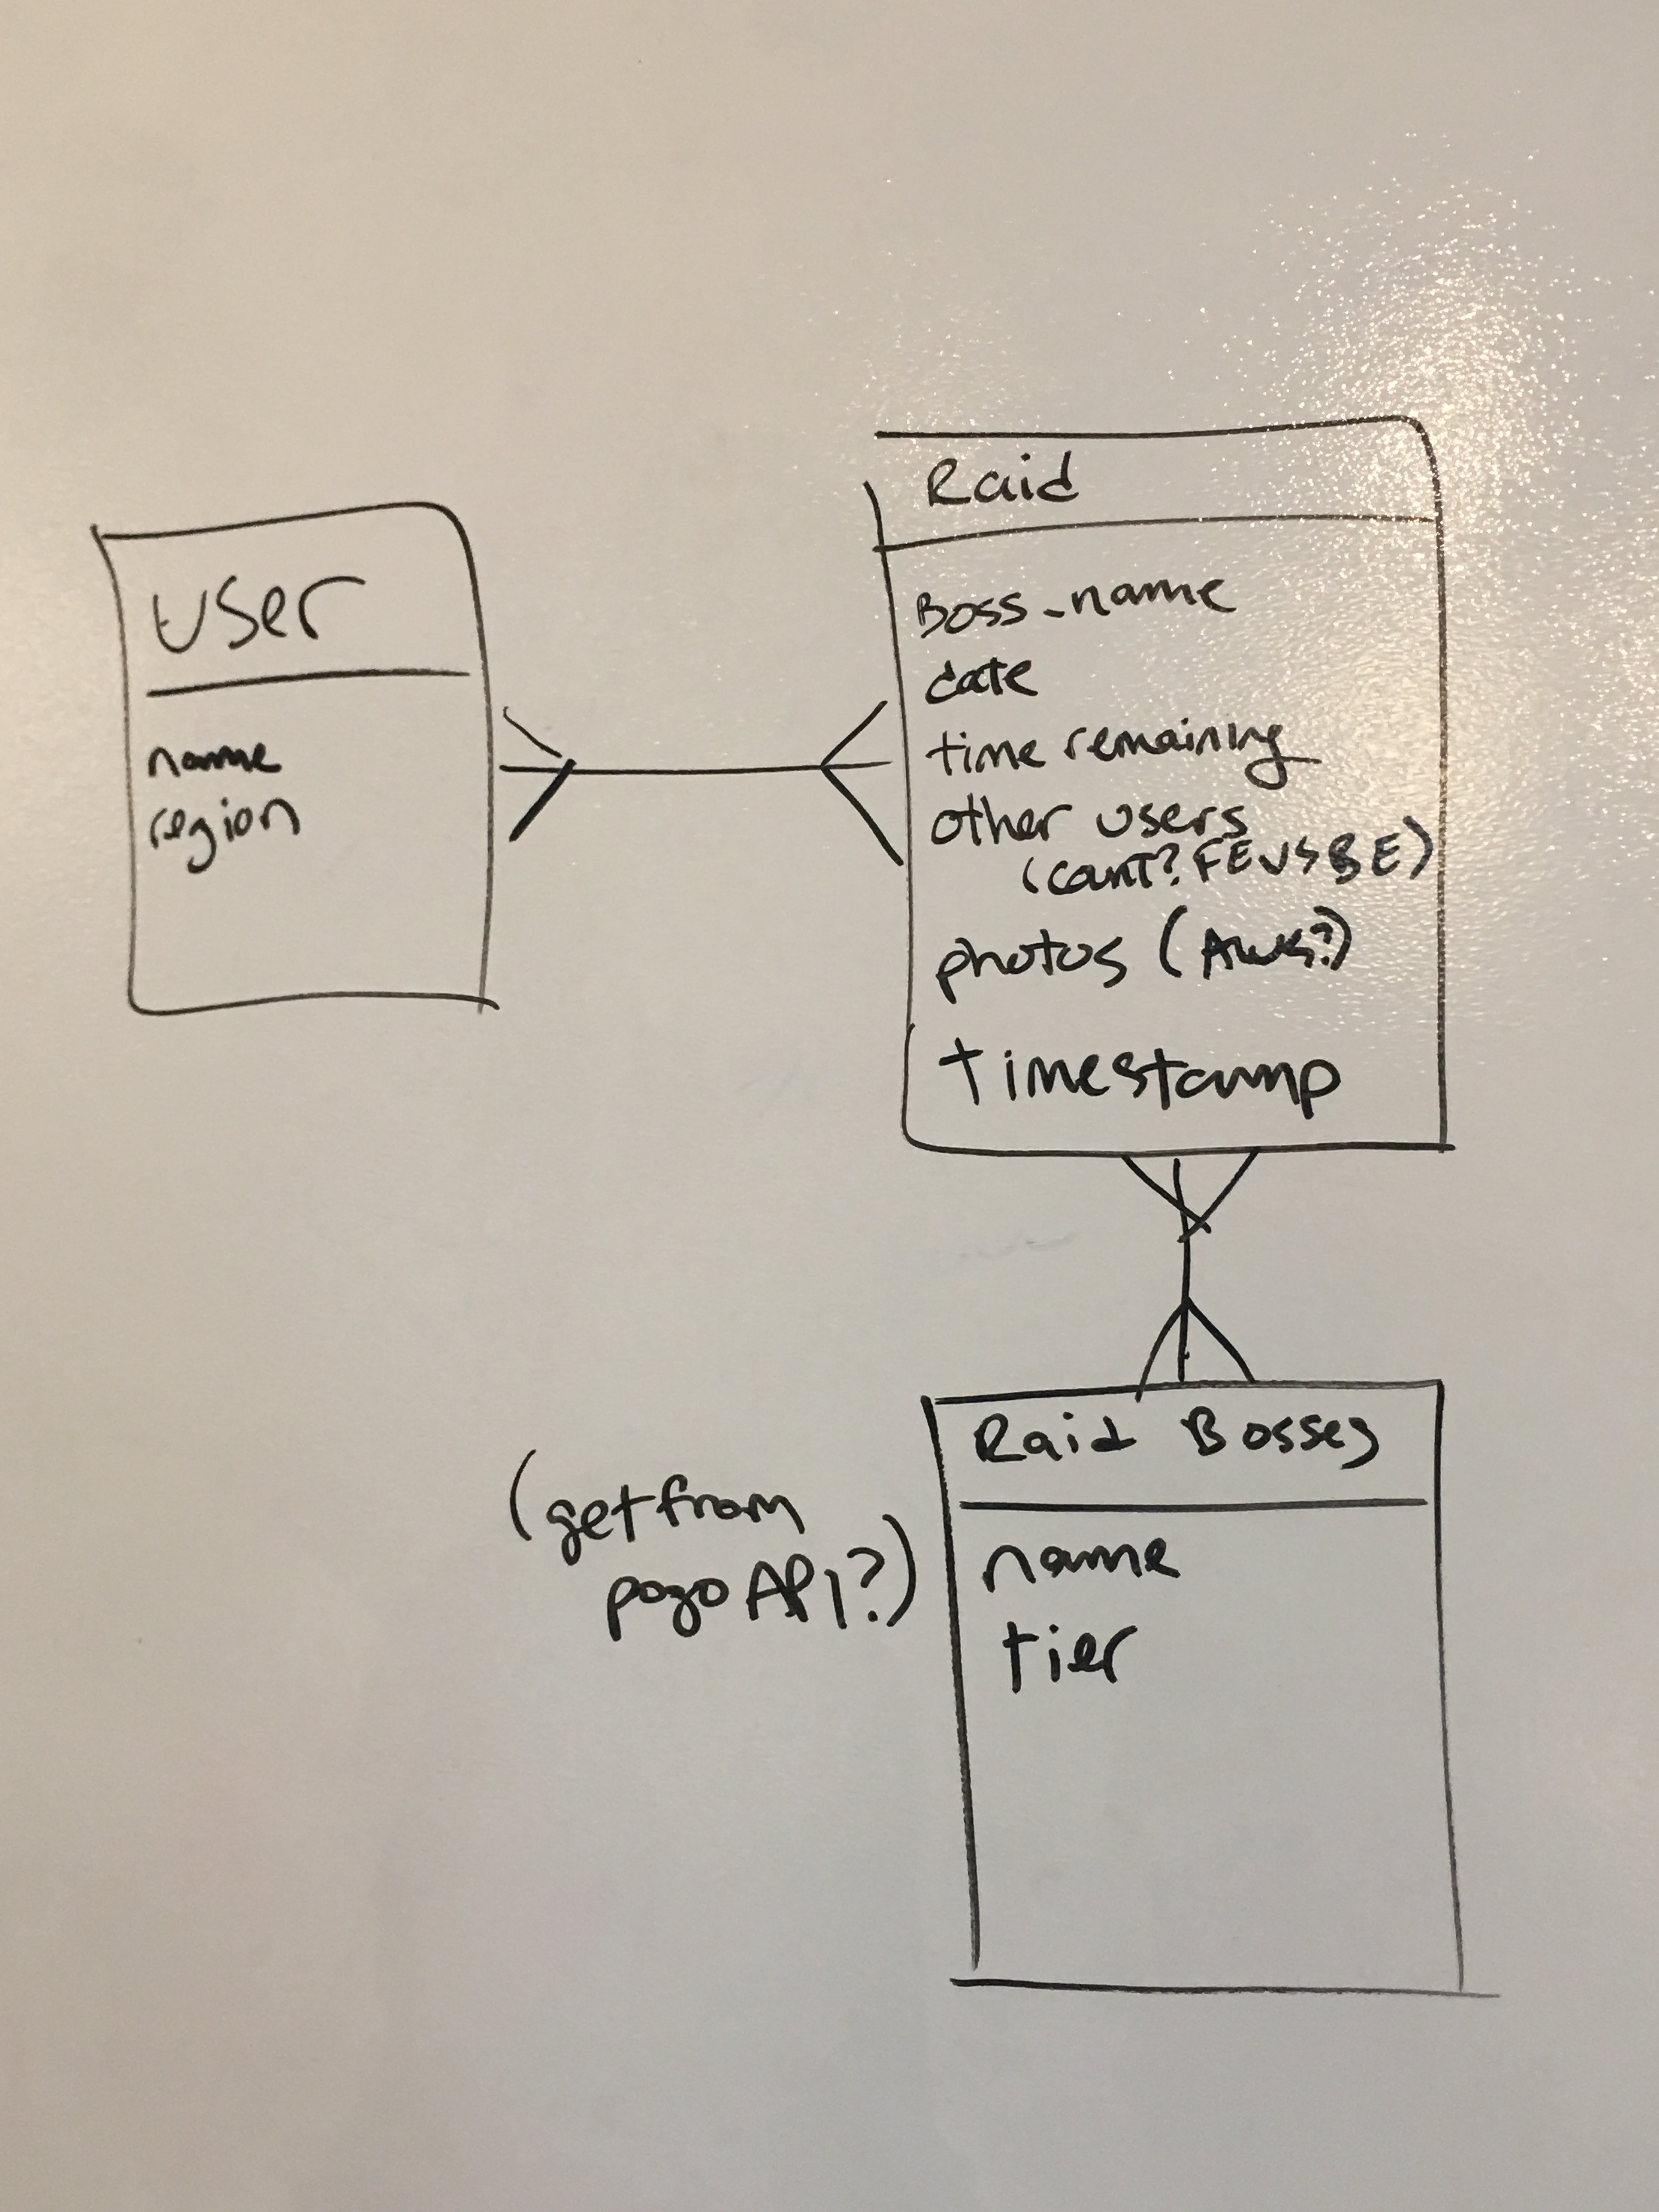 User
name
region
Raid
Boss_name
date
time remaining
other users
(count? FE VS BE)
photos (AWS?)
timestamp
(get from
pogo API?)
Raid Bosses
name
tier